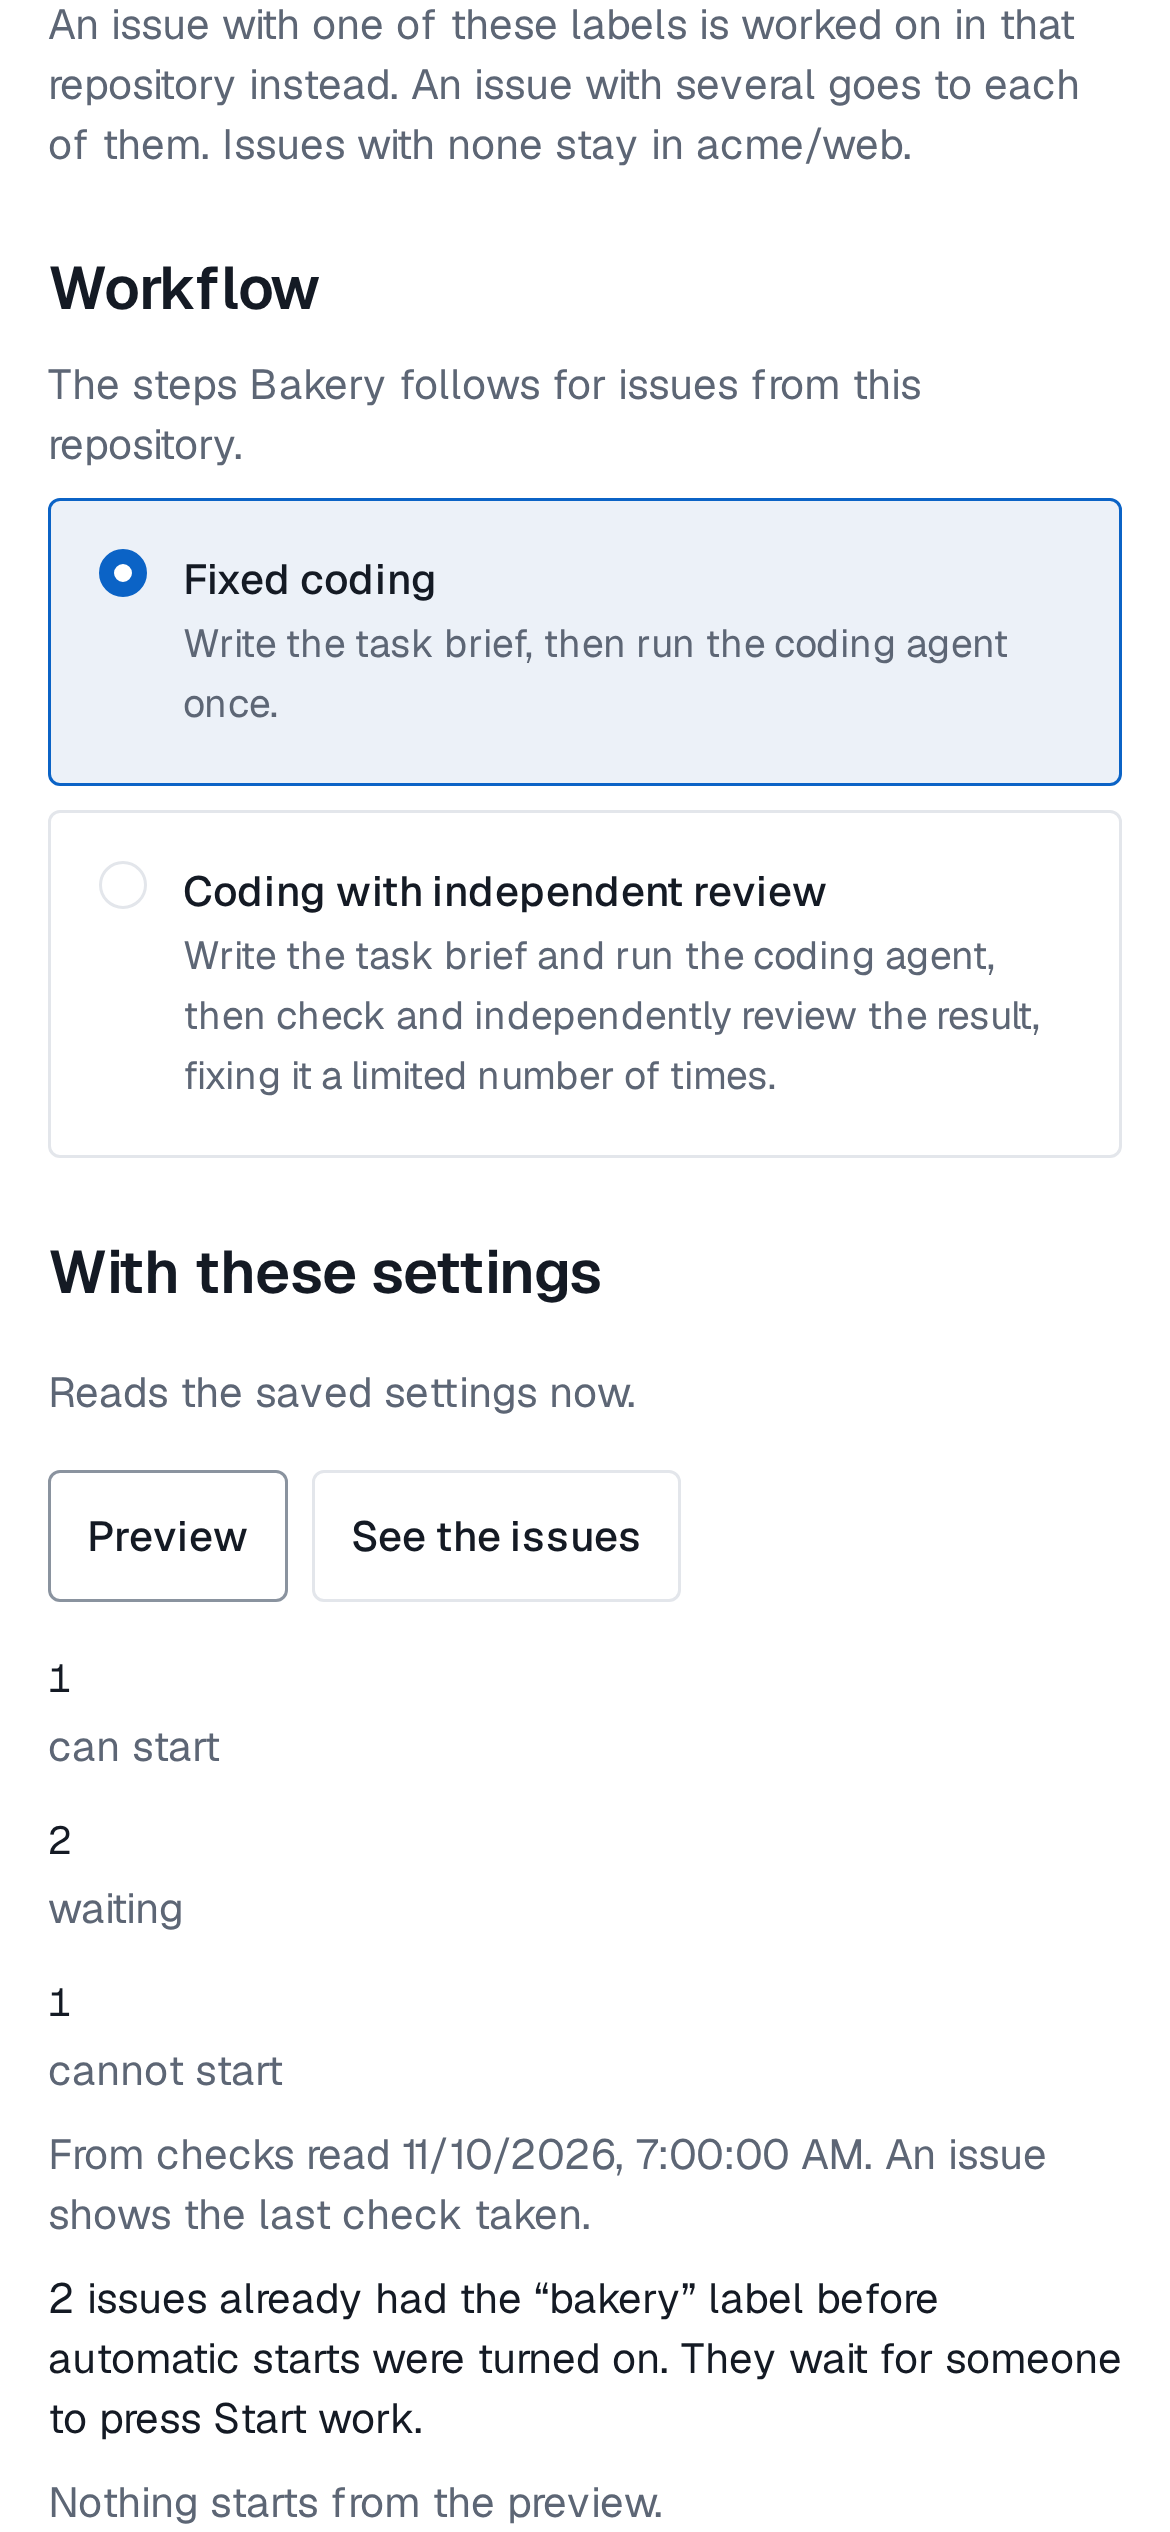 An issue with one of these labels is worked on in that
repository instead. An issue with several goes to each
of them. Issues with none stay in acme/web.
Workflow
The steps Bakery follows for issues from this
repository.
Fixed coding
Write the task brief, then run the coding agent
once.
Coding with independent review
Write the task brief and run the coding agent,
then check and independently review the result,
fixing it a limited number of times.
With these settings
Reads the saved settings now.
Preview
See the issues
1
can start
2
waiting
1
cannot start
From checks read 11/10/2026, 7:00:00 AM. An issue
shows the last check taken.
2 issues already had the “bakery” label before
automatic starts were turned on. They wait for someone
to press Start work.
Nothing starts from the preview.